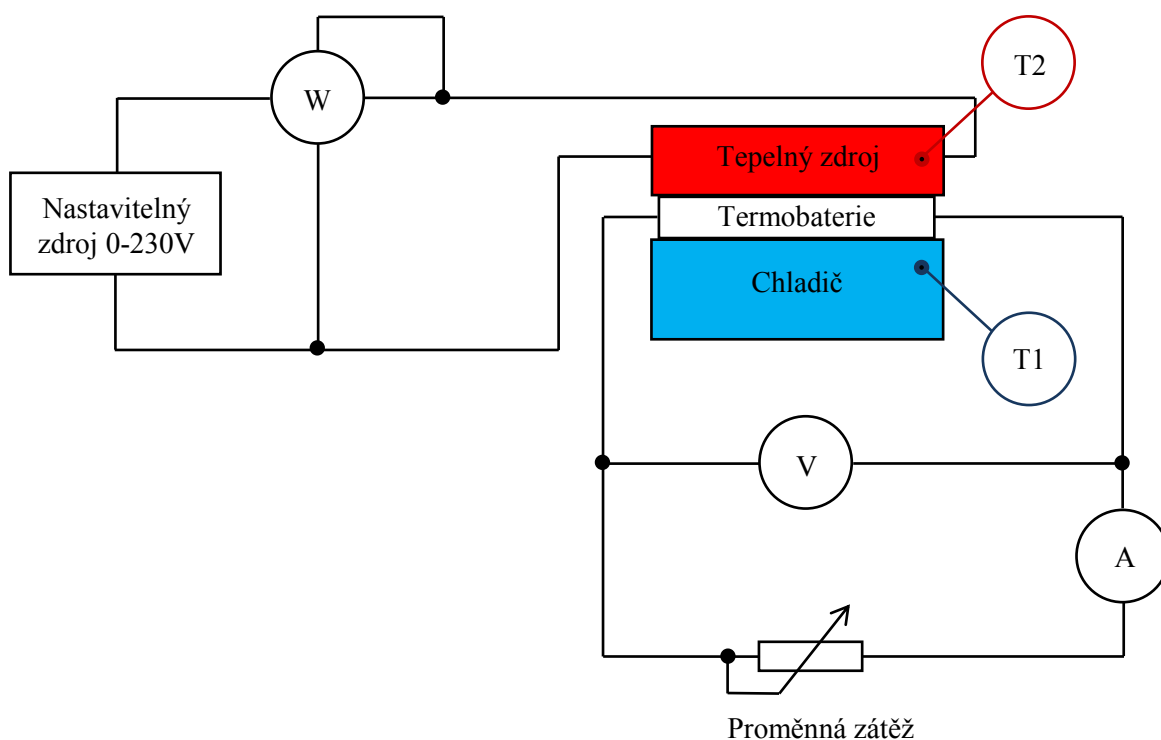 W
T2
Tepelný zdroj
Nastavitelný
zdroj 0-230V
Termobaterie
Chladič
T1
V
A
Proměnná zátěž